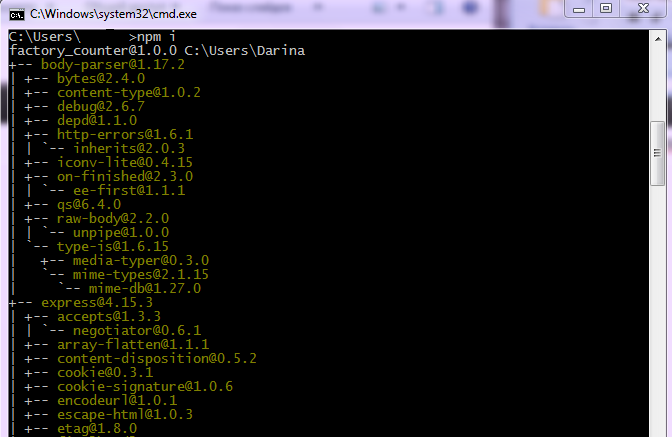 C:\Windows\system32\cmd.exe
C:\Users\      >npm i
factory_counter@1.0.0 C:\Users\Darina
+-- body-parser@1.17.2
| +-- bytes@2.4.0
| +-- content-type@1.0.2
| +-- debug@2.6.7
| +-- depd@1.1.0
| +-- http-errors@1.6.1
| | `-- inherits@2.0.3
| +-- iconv-lite@0.4.15
| +-- on-finished@2.3.0
| | `-- ee-first@1.1.1
| +-- qs@6.4.0
| +-- raw-body@2.2.0
| | `-- unpipe@1.0.0
| `-- type-is@1.6.15
|   +-- media-typer@0.3.0
|   `-- mime-types@2.1.15
|     `-- mime-db@1.27.0
+-- express@4.15.3
| +-- accepts@1.3.3
| | `-- negotiator@0.6.1
| +-- array-flatten@1.1.1
| +-- content-disposition@0.5.2
| +-- cookie@0.3.1
| +-- cookie-signature@1.0.6
| +-- encodeurl@1.0.1
| +-- escape-html@1.0.3
| +-- etag@1.8.0